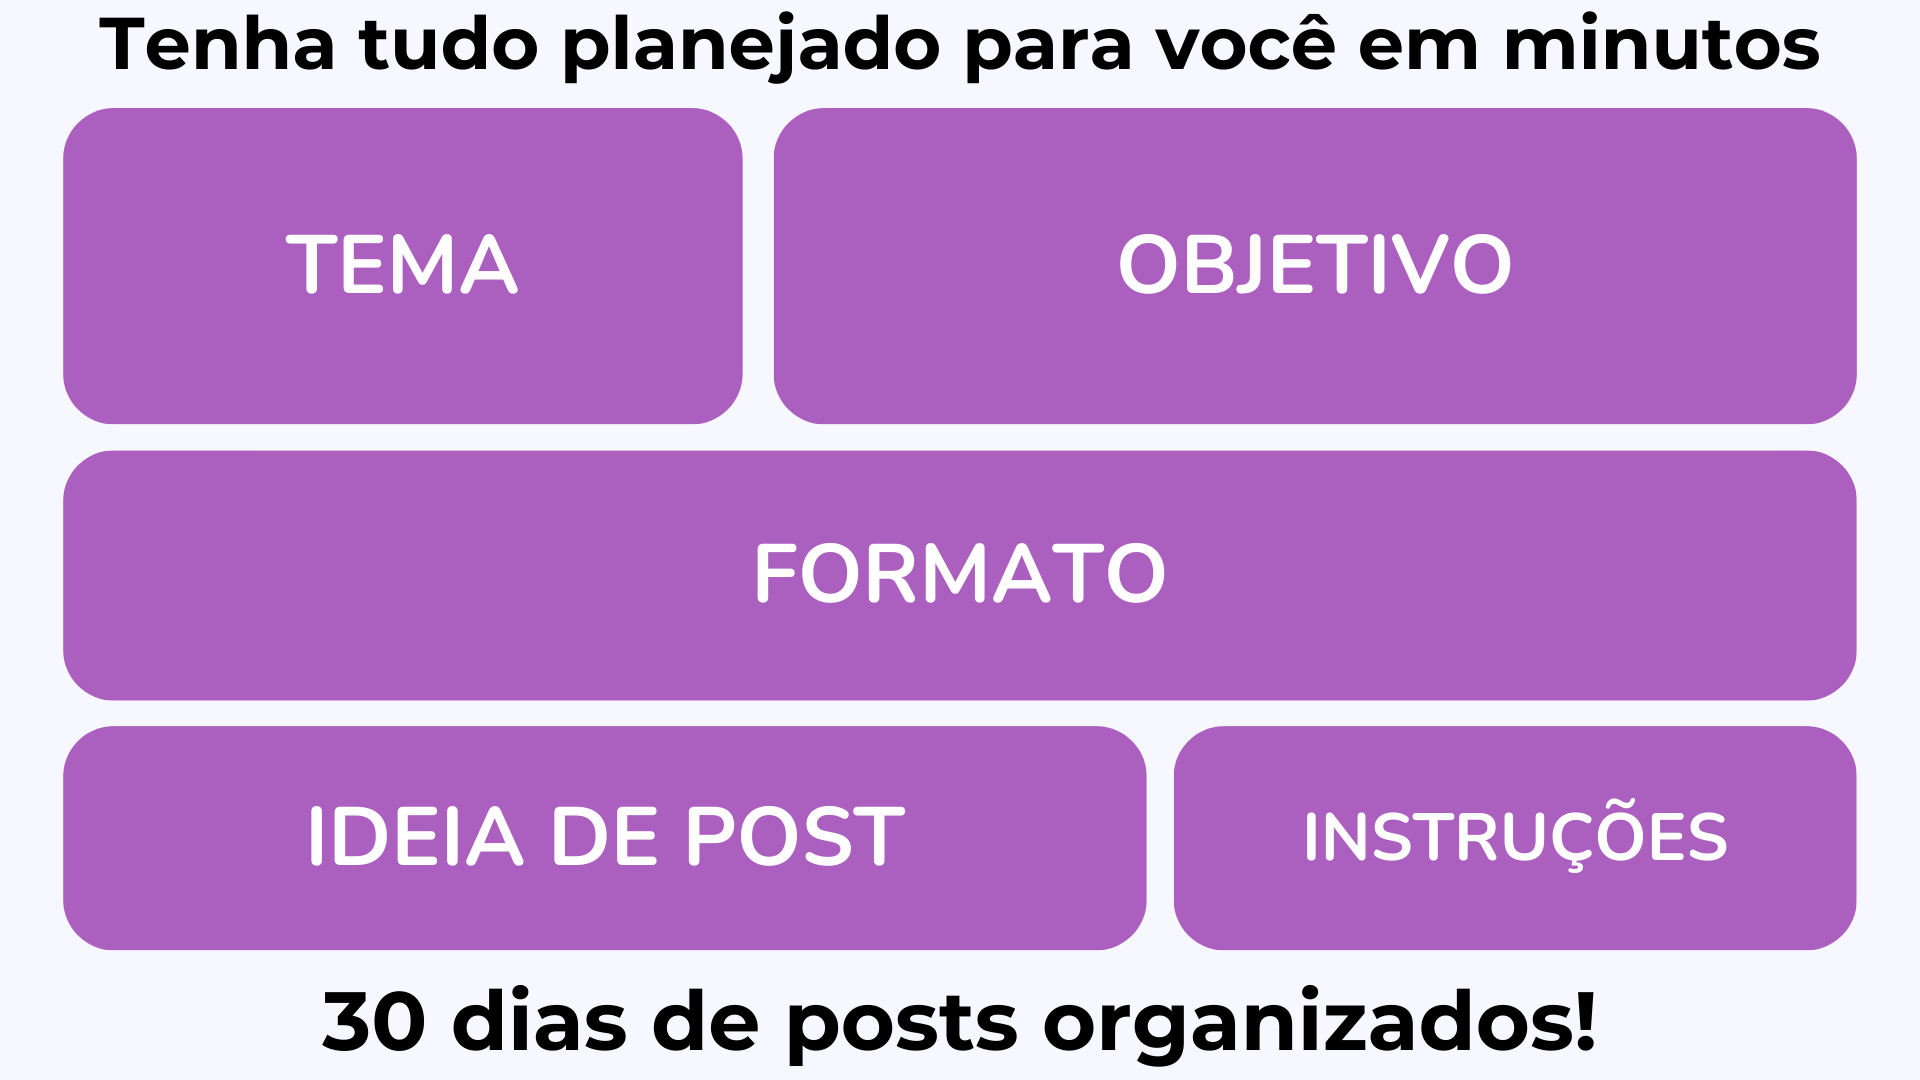 Tenha tudo planejado para você em minutos
TEMA
OBJETIVO
FORMATO
IDEIA DE POST
INSTRUÇÕES
30 dias de posts organizados!